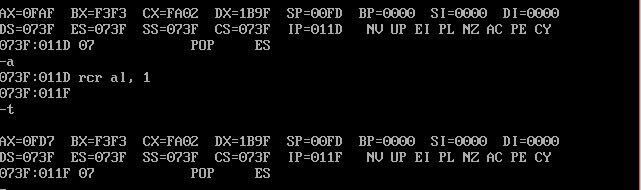 AX=0FAF  BX=F3F3  CX=FA02  DX=1B9F  SP=00FD  BP=0000  SI=0000  DI=0000
DS=073F  ES=073F  SS=073F  CS=073F  IP=011D   NV UP EI PL NZ AC PE CY
073F:011D 07            POP     ES
-a
073F:011D rcr al, 1
073F:011F
-t
AX=0FD7  BX=F3F3  CX=FA02  DX=1B9F  SP=00FD  BP=0000  SI=0000  DI=0000
DS=073F  ES=073F  SS=073F  CS=073F  IP=011F   NV UP EI PL NZ AC PE CY
073F:011F 07            POP     ES